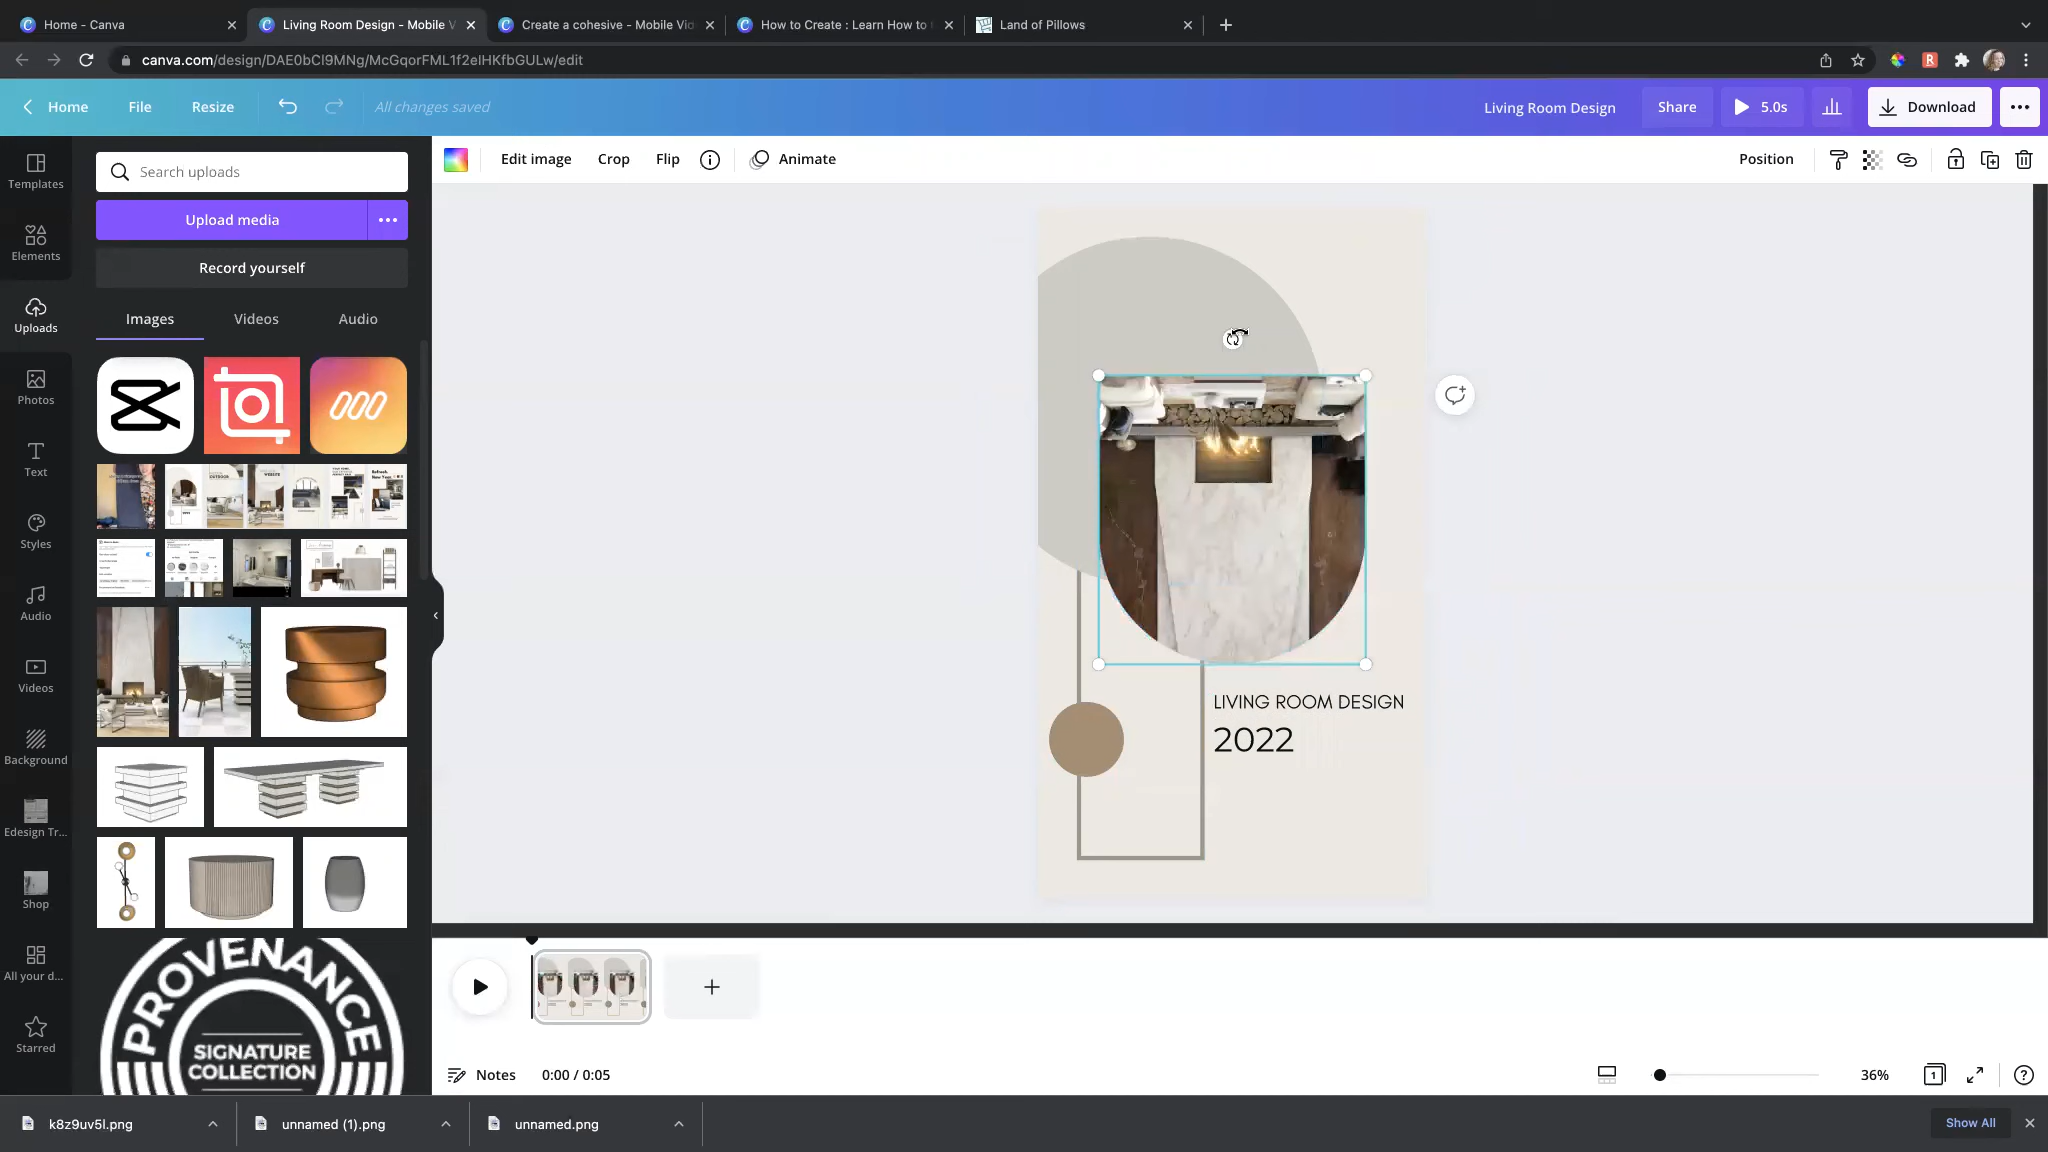 Home - Canva
Living Room Design - Mobile V
Create a cohesive - Mobile Vid
How to Create : Learn How to
Land of Pillows
canva.com/design/DAE0bCl9MNg/McGqorFML1f2elHKfbGULw/edit
Home
File
Resize
All changes saved
Living Room Design
Share
5.0s
Download
Templates
Elements
Uploads
Photos
Text
Styles
Audio
Videos
Background
Edesign Tr...
Shop
All your d...
Starred
Search uploads
Upload media
Record yourself
Images
Videos
Audio
PROVENANCE
SIGNATURE
COLLECTION
Edit image
Crop
Flip
Animate
Position
LIVING ROOM DESIGN
2022
Notes
0:00 / 0:05
36%
1
k8z9uv5l.png
unnamed (1).png
unnamed.png
Show All